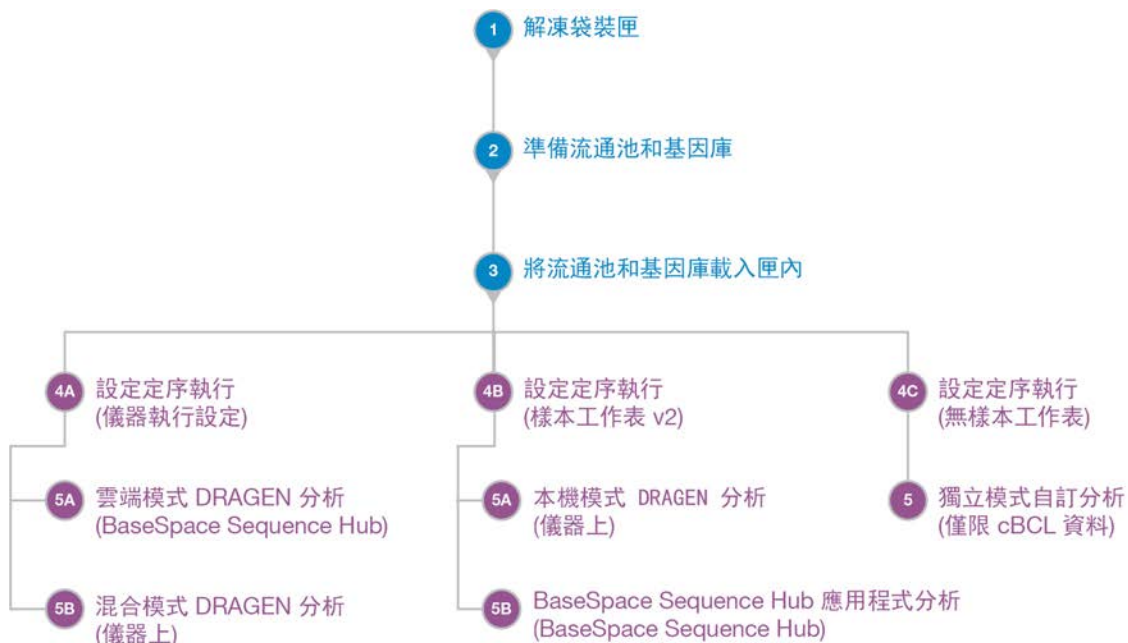 1 解凍袋裝匣
2 準備流通池和基因庫
3 將流通池和基因庫載入匣內
4A 設定定序執行
(儀器執行設定)
4B 設定定序執行
(樣本工作表 v2)
4C 設定定序執行
(無樣本工作表)
5A 雲端模式 DRAGEN 分析
(BaseSpace Sequence Hub)
5A 本機模式 DRAGEN 分析
(儀器上)
5 獨立模式自訂分析
(僅限 cBCL 資料)
5B 混合模式 DRAGEN 分析
(儀器上)
5B BaseSpace Sequence Hub 應用程式分析
(BaseSpace Sequence Hub)